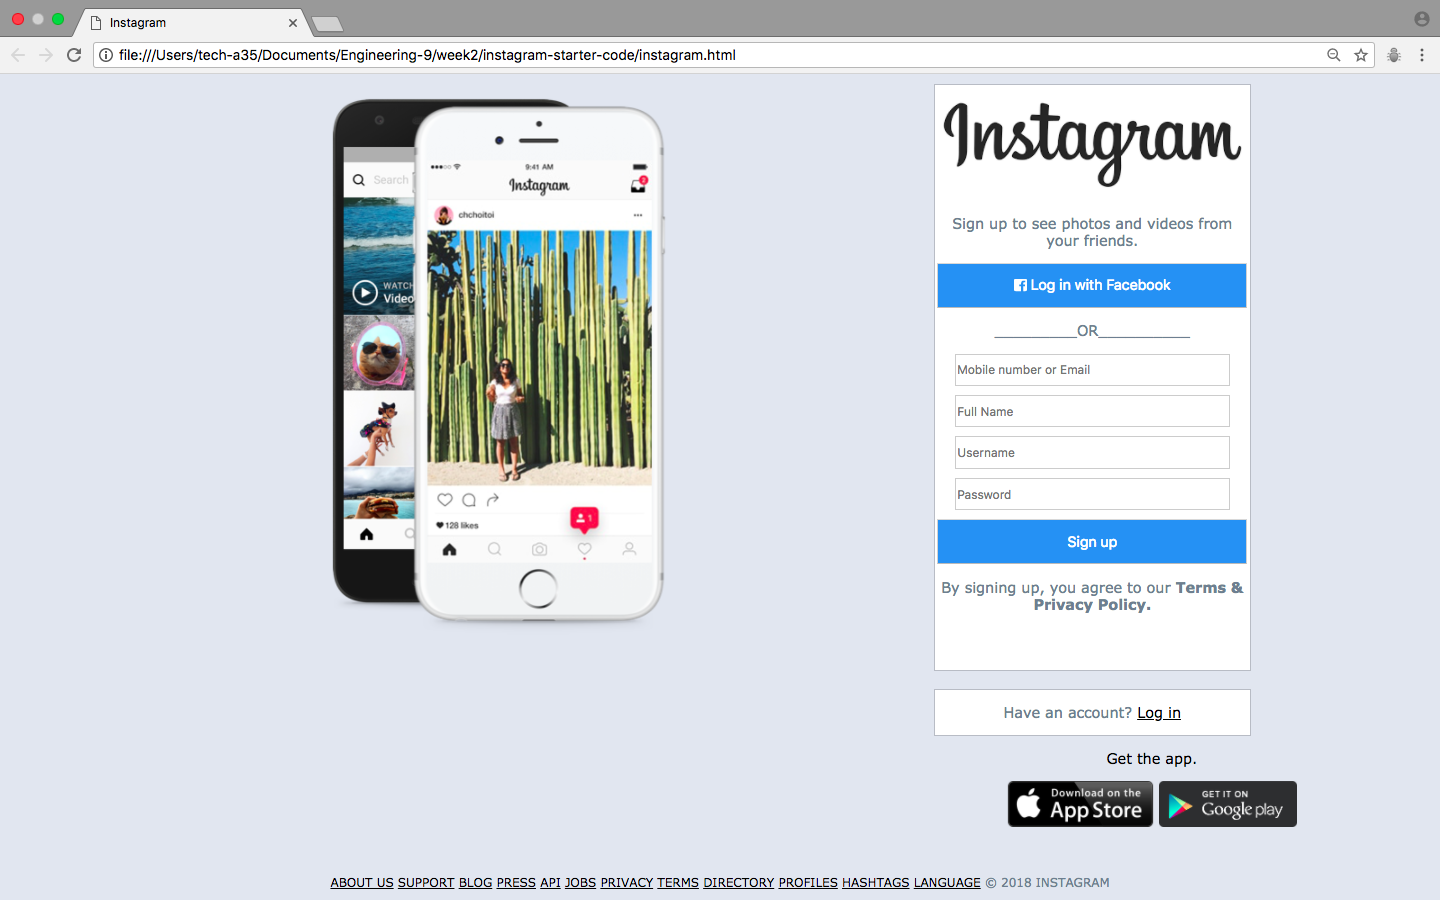 Instagram
file:///Users/tech-a35/Documents/Engineering-9/week2/instagram-starter-code/instagram.html
Search
WATCH
Video
9:41 AM
Instagram
2
chchoitoi
128 likes
1
Instagram
Sign up to see photos and videos from
your friends.
Log in with Facebook
___________OR____________
Mobile number or Email
Full Name
Username
Password
Sign up
By signing up, you agree to our Terms &
Privacy Policy.
Have an account? Log in
Get the app.
Download on the
App Store
GET IT ON
Google play
ABOUT US SUPPORT BLOG PRESS API JOBS PRIVACY TERMS DIRECTORY PROFILES HASHTAGS LANGUAGE © 2018 INSTAGRAM